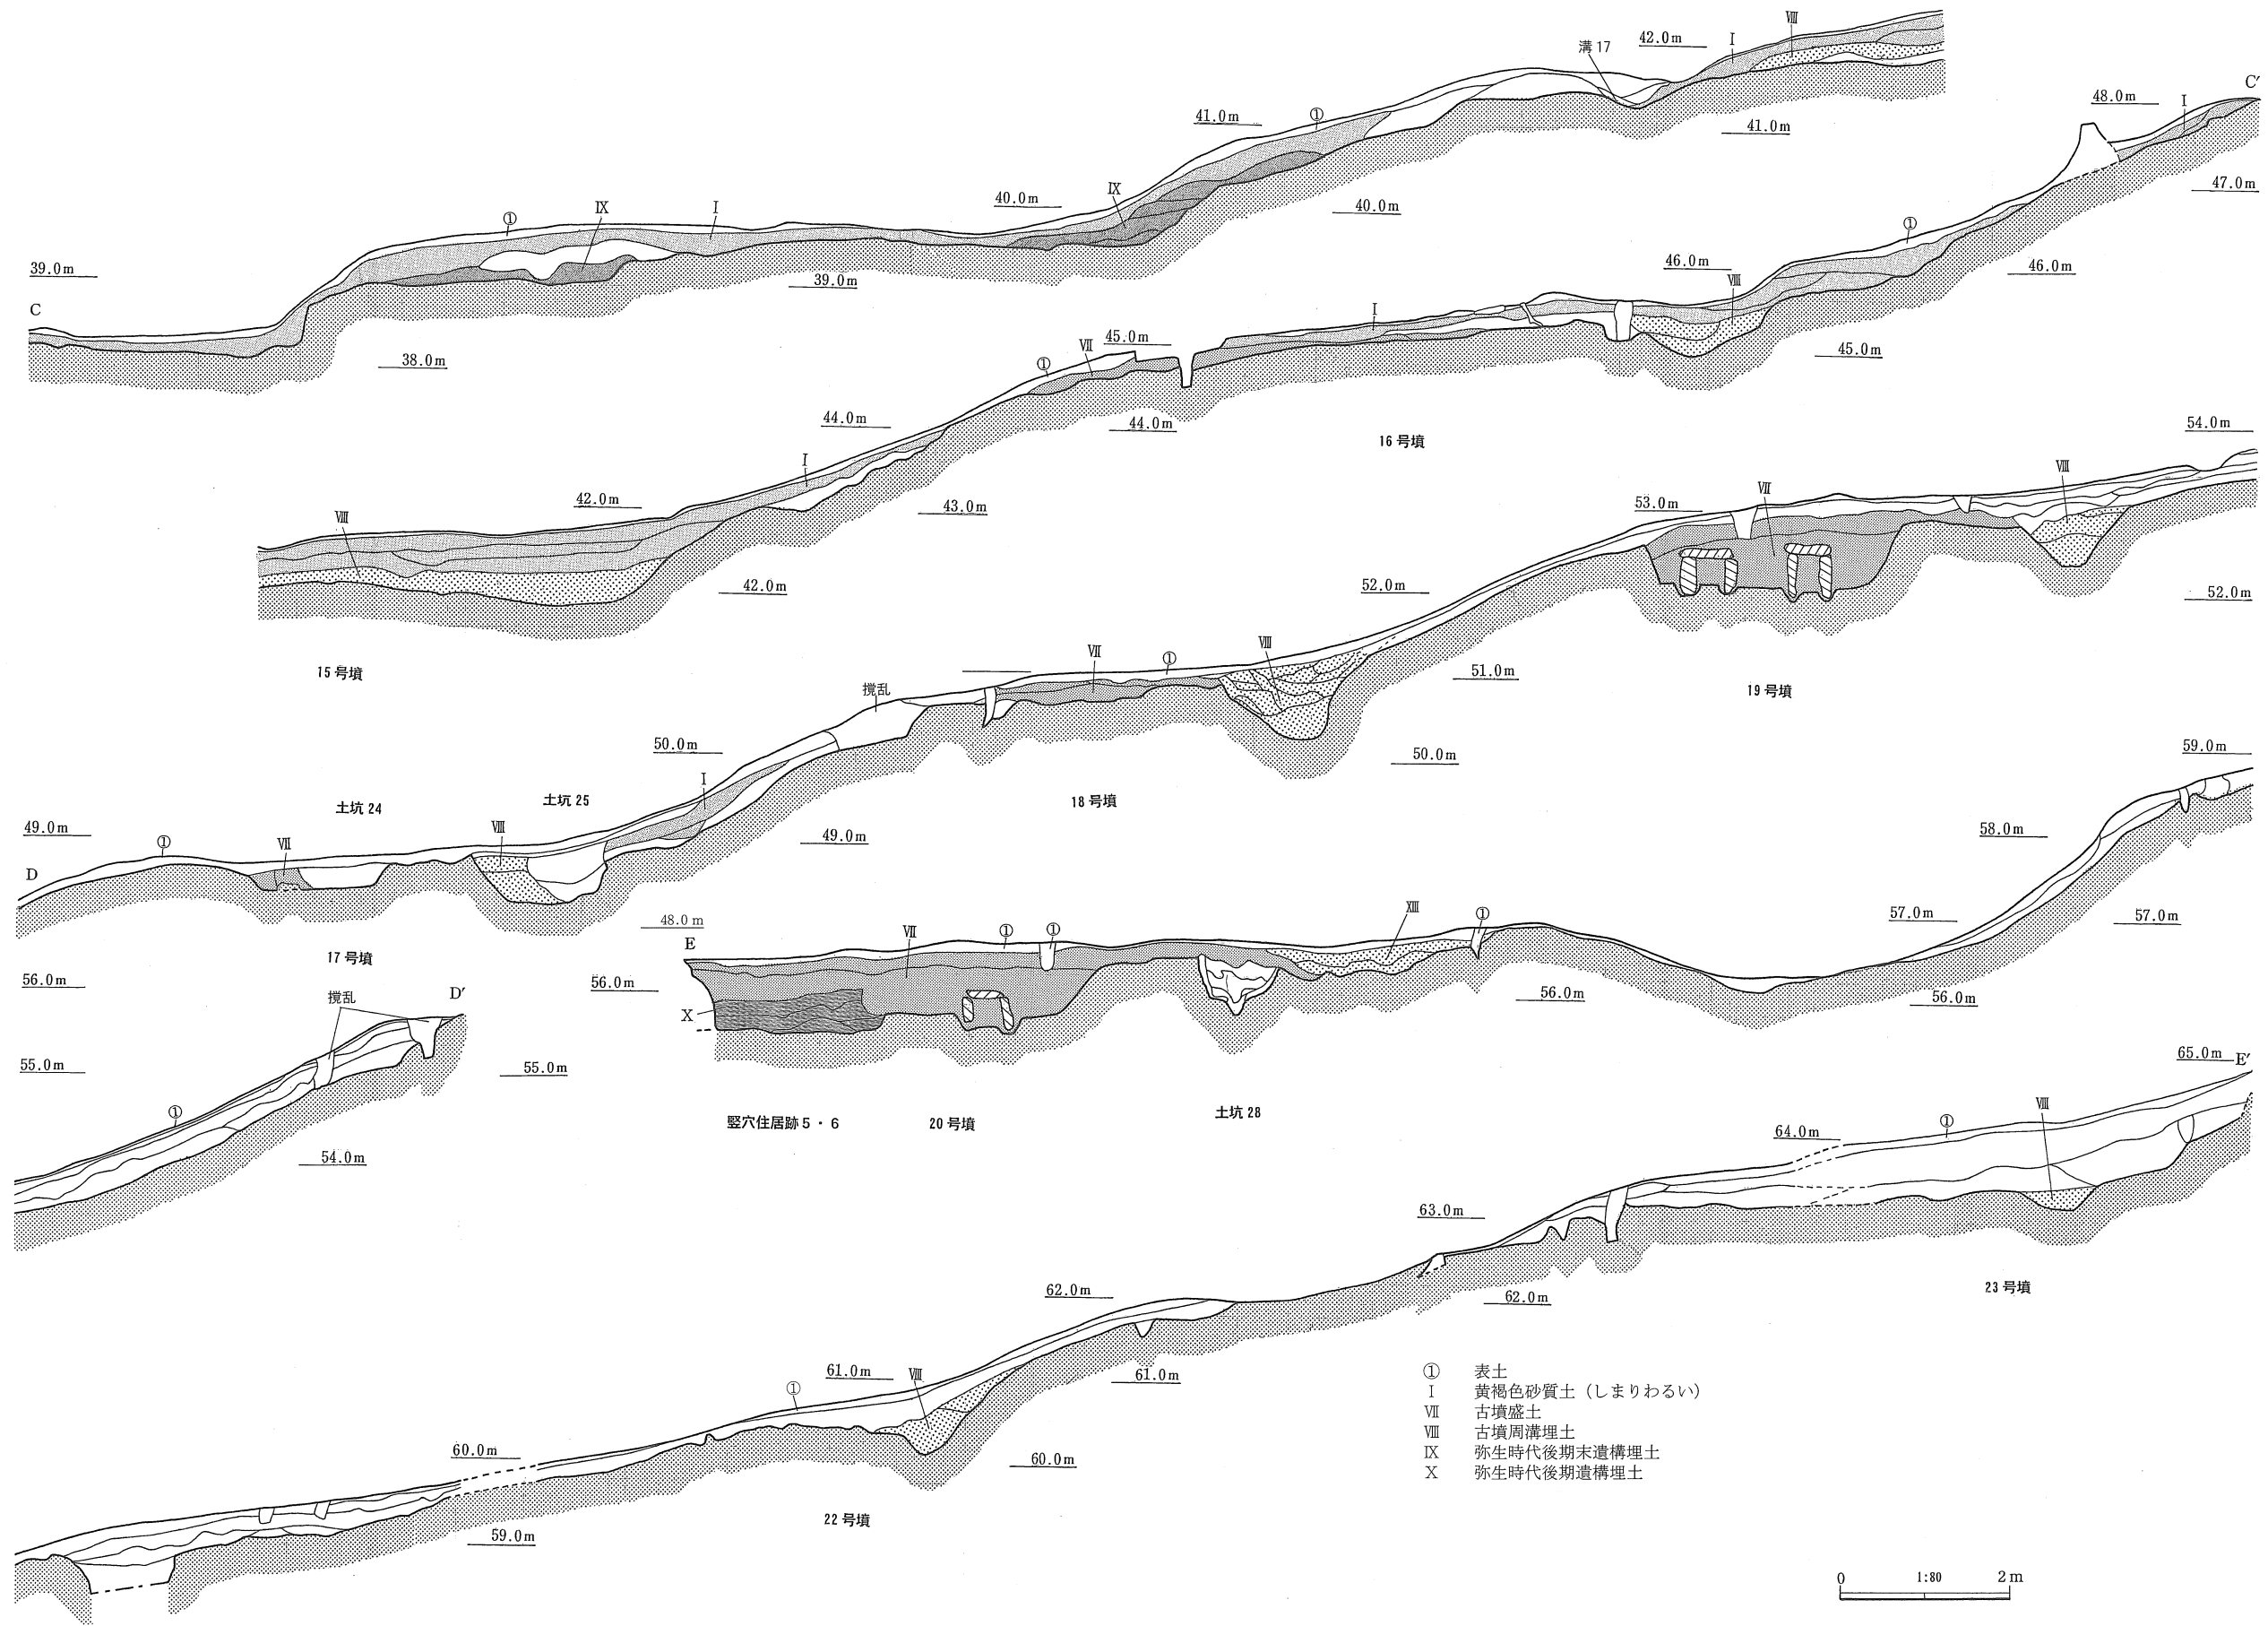 溝17
42.0m
Ⅰ
Ⅷ
41.0m
①
41.0m
40.0m
Ⅸ
40.0m
①
Ⅸ
Ⅰ
39.0m
39.0m
C
38.0m
C′
48.0m
Ⅰ
47.0m
①
46.0m
46.0m
Ⅷ
45.0m
Ⅰ
45.0m
Ⅶ
①
44.0m
44.0m
16号墳
Ⅰ
43.0m
42.0m
Ⅷ
42.0m
15号墳
54.0m
Ⅷ
53.0m
Ⅶ
52.0m
52.0m
19号墳
51.0m
Ⅷ
①
Ⅶ
攪乱
50.0m
50.0m
Ⅰ
18号墳
49.0m
土坑24
土坑25
49.0m
①
Ⅶ
Ⅷ
D
48.0m
17号墳
59.0m
58.0m
57.0m
57.0m
56.0m
56.0m
ⅩⅢ
①
①
①
Ⅶ
E
56.0m
Ⅹ
竪穴住居跡5・6
20号墳
土坑28
56.0m
攪乱
D′
55.0m
55.0m
①
54.0m
65.0m
E′
Ⅷ
①
64.0m
63.0m
62.0m
23号墳
62.0m
61.0m
61.0m
Ⅷ
①
60.0m
60.0m
59.0m
22号墳
① 表土
Ⅰ 黄褐色砂質土(しまりわるい)
Ⅶ 古墳盛土
Ⅷ 古墳周溝埋土
Ⅸ 弥生時代後期末遺構埋土
Ⅹ 弥生時代後期遺構埋土
0 1:80 2m